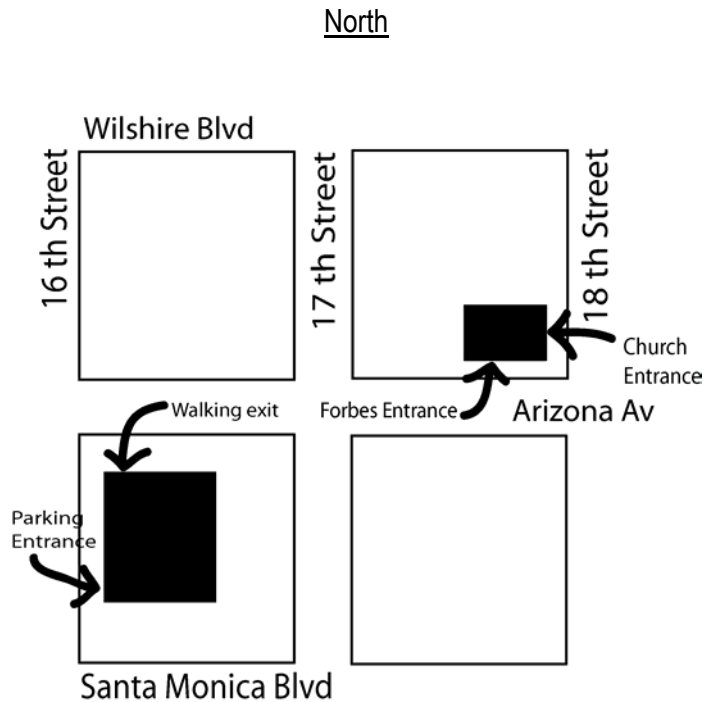 North
Wilshire Blvd
16 th Street
17 th Street
18 th Street
Church
Entrance
Walking exit
Forbes Entrance
Arizona Av
Parking
Entrance
Santa Monica Blvd